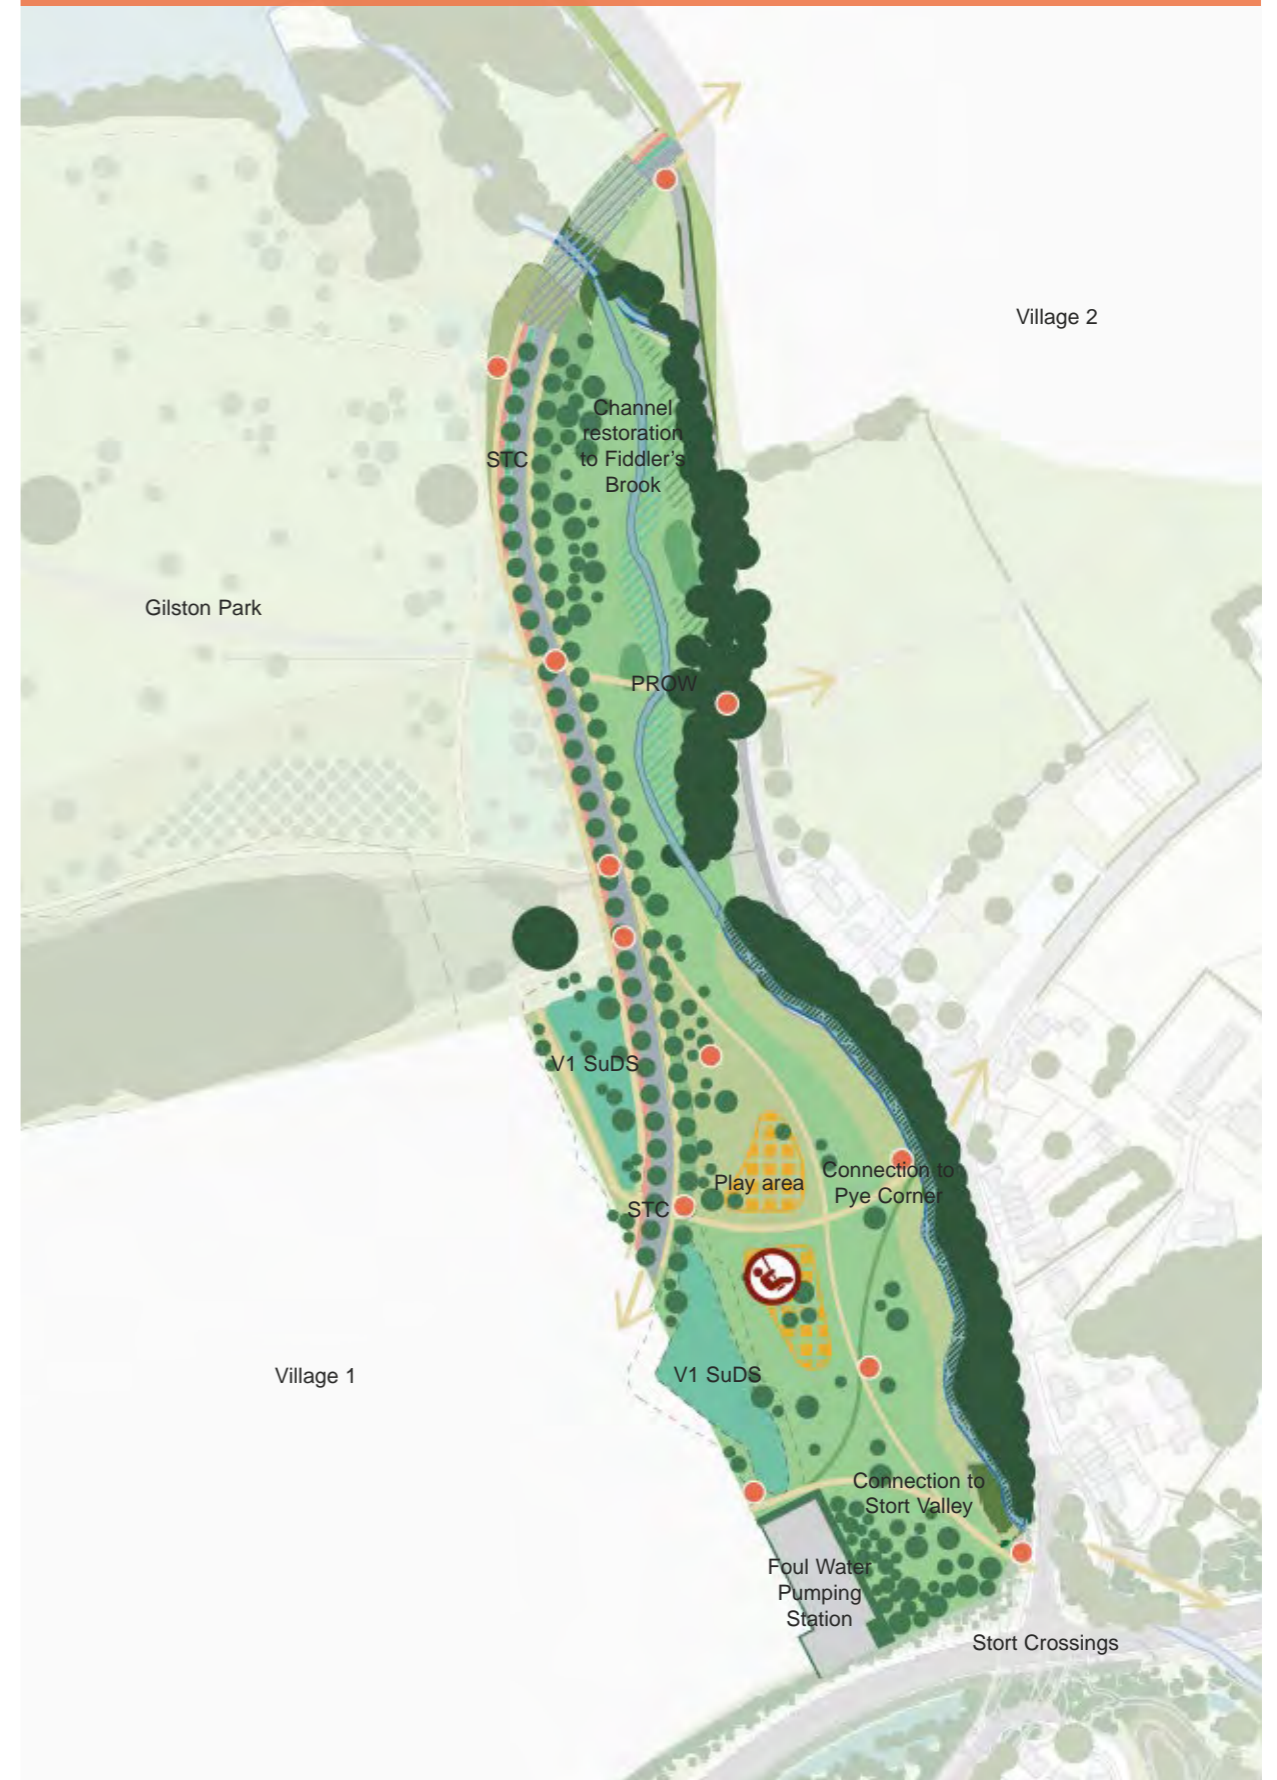 Village 2
Channel
restoration
to Fiddler's
Brook
STC
Gilston Park
PROW
V1 SuDS
Play area
Connection to
Pye Corner
STC
Village 1
V1 SuDS
Connection to
Stort Valley
Foul Water
Pumping
Station
Stort Crossings